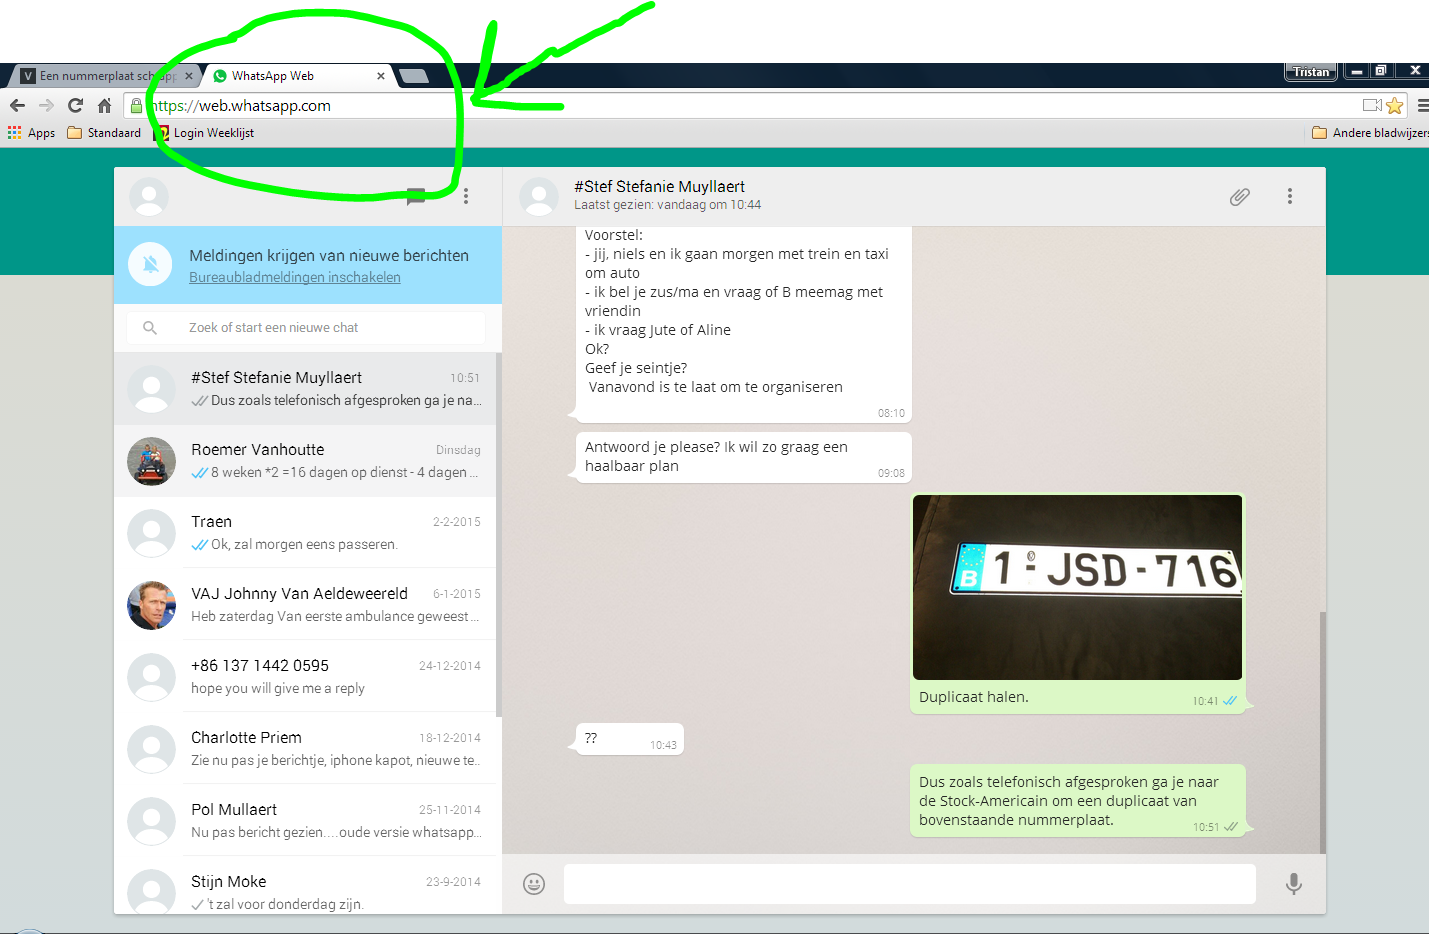 Een nummerplaat schrapp
WhatsApp Web
Tristan
https://web.whatsapp.com
Apps
Standaard
Login Weeklijst
Andere bladwijzers
Meldingen krijgen van nieuwe berichten
Bureaubladmeldingen inschakelen
Zoek of start een nieuwe chat
#Stef Stefanie Muyllaert
10:51
Dus zoals telefonisch afgesproken ga je na...
Roemer Vanhoutte
Dinsdag
8 weken *2 =16 dagen op dienst - 4 dagen ...
Traen
2-2-2015
Ok, zal morgen eens passeren.
VAJ Johnny Van Aeldeweereld
6-1-2015
Heb zaterdag Van eerste ambulance geweest ...
+86 137 1442 0595
24-12-2014
hope you will give me a reply
Charlotte Priem
18-12-2014
Zie nu pas je berichtje, iphone kapot, nieuwe te...
Pol Mullaert
25-11-2014
Nu pas bericht gezien....oude versie whatsapp...
Stijn Moke
23-9-2014
't zal voor donderdag zijn.
#Stef Stefanie Muyllaert
Laatst gezien: vandaag om 10:44
Voorstel:
- jij, niels en ik gaan morgen met trein en taxi
om auto
- ik bel je zus/ma en vraag of B meemag met
vriendin
- ik vraag Jute of Aline
Ok?
Geef je seintje?
Vanavond is te laat om te organiseren
08:10
Antwoord je please? Ik wil zo graag een
haalbaar plan
09:08
B 1-JSD-716
Duplicaat halen.
10:41
??
10:43
Dus zoals telefonisch afgesproken ga je naar
de Stock-Americain om een duplicaat van
bovenstaande nummerplaat.
10:51